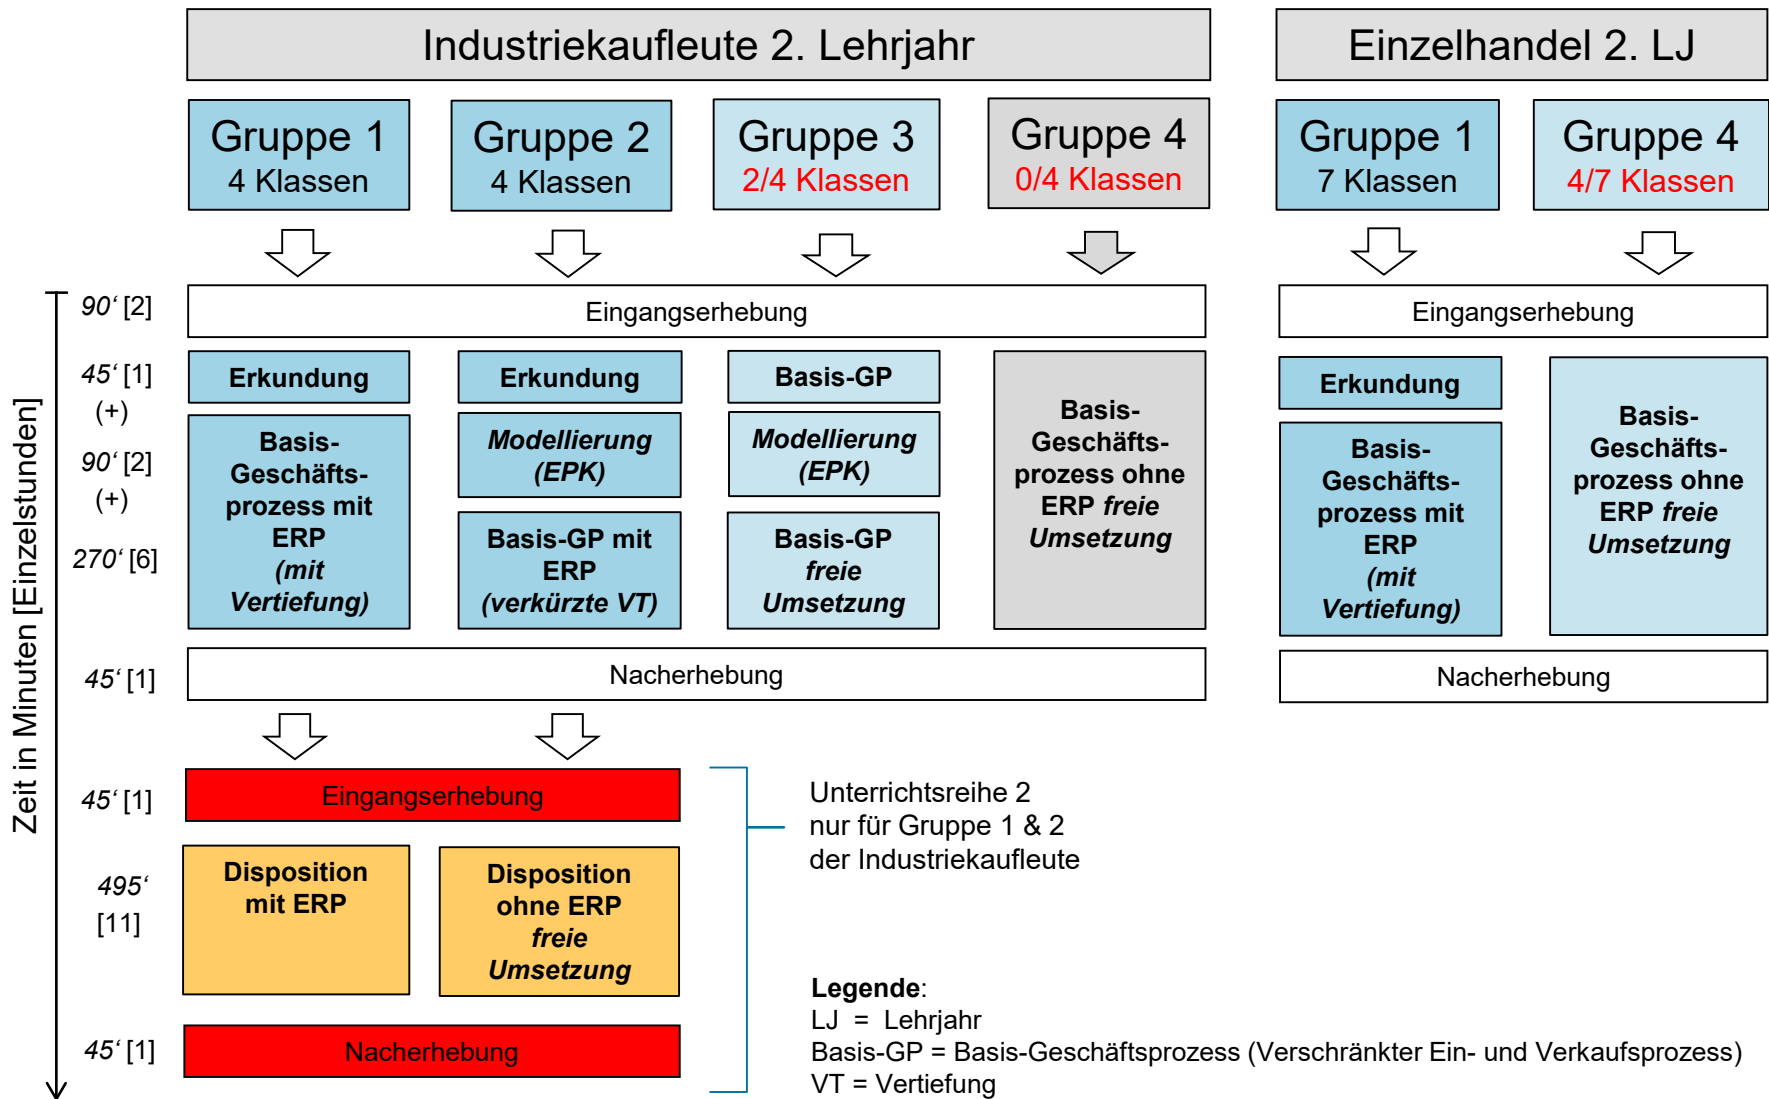 Industriekaufleute 2. Lehrjahr
Einzelhandel 2. LJ
Gruppe 1
4 Klassen
Gruppe 2
4 Klassen
Gruppe 3
2/4 Klassen
Gruppe 4
0/4 Klassen
Gruppe 1
7 Klassen
Gruppe 4
4/7 Klassen
Zeit in Minuten [Einzelstunden]
90‘ [2]
Eingangserhebung
Eingangserhebung
45‘ [1]
(+)
90‘ [2]
(+)
270‘ [6]
Erkundung
Basis-
Geschäfts-
prozess mit
ERP
(mit
Vertiefung)
Erkundung
Modellierung
(EPK)
Basis-GP mit
ERP
(verkürzte VT)
Basis-GP
Modellierung
(EPK)
Basis-GP
freie
Umsetzung
Basis-
Geschäfts-
prozess ohne
ERP freie
Umsetzung
Erkundung
Basis-
Geschäfts-
prozess mit
ERP
(mit
Vertiefung)
Basis-
Geschäfts-
prozess ohne
ERP freie
Umsetzung
45‘ [1]
Nacherhebung
Nacherhebung
45‘ [1]
Eingangserhebung
495‘
[11]
Disposition
mit ERP
Disposition
ohne ERP
freie
Umsetzung
45‘ [1]
Nacherhebung
Unterrichtsreihe 2
nur für Gruppe 1 & 2
der Industriekaufleute
Legende:
LJ = Lehrjahr
Basis-GP = Basis-Geschäftsprozess (Verschränkter Ein- und Verkaufsprozess)
VT = Vertiefung